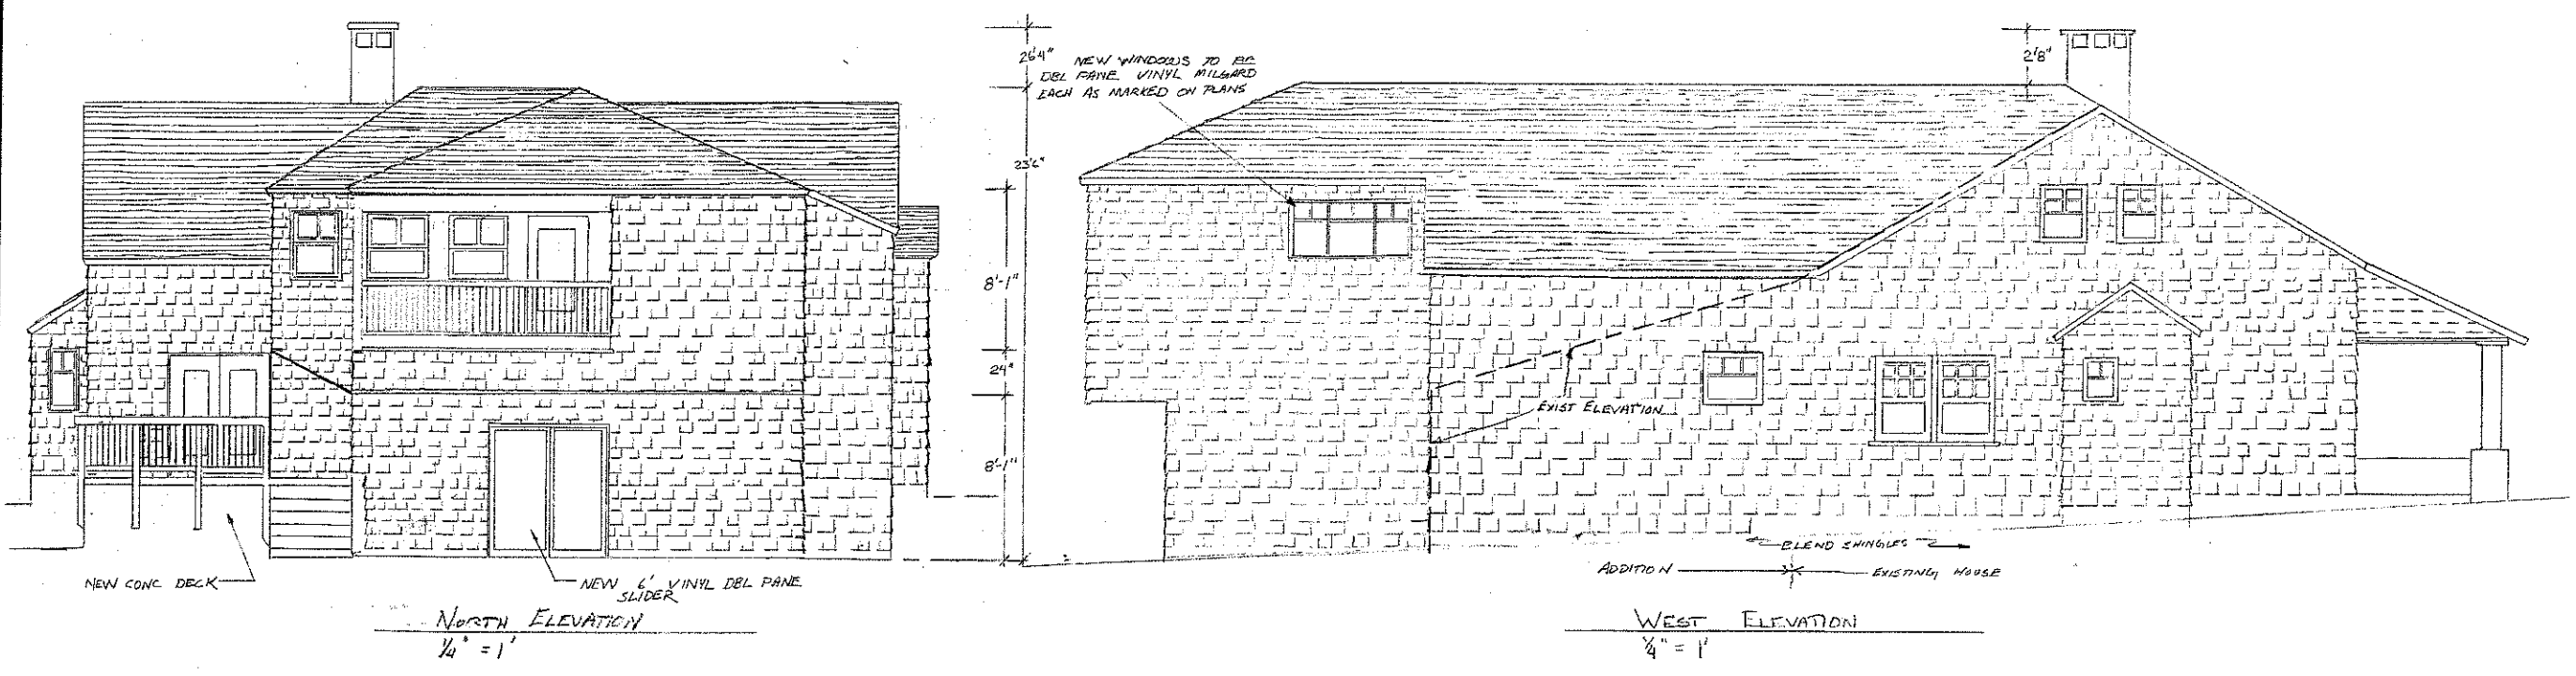 26'4"
NEW WINDOWS TO BE
DBL PANE VINYL MILGARD
EACH AS MARKED ON PLANS
23'6"
8'-1"
24"
8'-1"
2'8"
EXIST ELEVATION
NEW CONC DECK
NEW 6' VINYL DBL PANE
SLIDER
BLEND SHINGLES
ADDITION
EXISTING HOUSE
NORTH ELEVATION
1/4" = 1'
WEST ELEVATION
1/4" = 1'